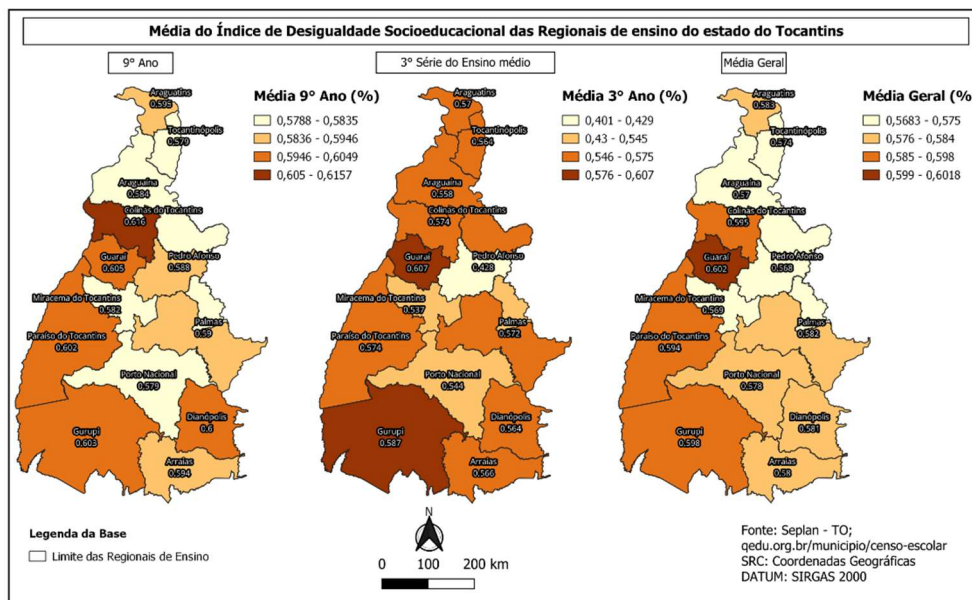 Média do Índice de Desigualdade Socioeducacional das Regionais de ensino do estado do Tocantins
9° Ano
Araguatins
0.593
Tocantinópolis
0.579
Araguaína
0.584
Colinas do Tocantins
0.616
Guaraí
0.605
Pedro Afonso
0.588
Miracema do Tocantins
0.582
Palmas
0.59
Paraíso do Tocantins
0.602
Porto Nacional
0.579
Dianópolis
0.6
Gurupi
0.603
Arraias
0.594
Média 9° Ano (%)
0,5788 - 0,5835
0,5836 - 0,5946
0,5946 - 0,6049
0,605 - 0,6157
3° Série do Ensino médio
Araguatins
0.57
Tocantinópolis
0.564
Araguaína
0.558
Colinas do Tocantins
0.574
Guaraí
0.607
Pedro Afonso
0.428
Miracema do Tocantins
0.537
Palmas
0.572
Paraíso do Tocantins
0.574
Porto Nacional
0.544
Dianópolis
0.564
Gurupi
0.587
Arraias
0.566
Média 3° Ano (%)
0,401 - 0,429
0,43 - 0,545
0,546 - 0,575
0,576 - 0,607
Média Geral
Araguatins
0.583
Tocantinópolis
0.574
Araguaína
0.57
Colinas do Tocantins
0.595
Guaraí
0.602
Pedro Afonso
0.568
Miracema do Tocantins
0.569
Palmas
0.582
Paraíso do Tocantins
0.594
Porto Nacional
0.578
Dianópolis
0.581
Gurupi
0.598
Arraias
0.58
Média Geral (%
0,5683 - 0,575
0,576 - 0,584
0,585 - 0,598
0,599 - 0,6018
Legenda da Base
Limite das Regionais de Ensino
N
0 100 200 km
Fonte: Seplan - TO;
qedu.org.br/municipio/censo-escolar
SRC: Coordenadas Geográficas
DATUM: SIRGAS 2000